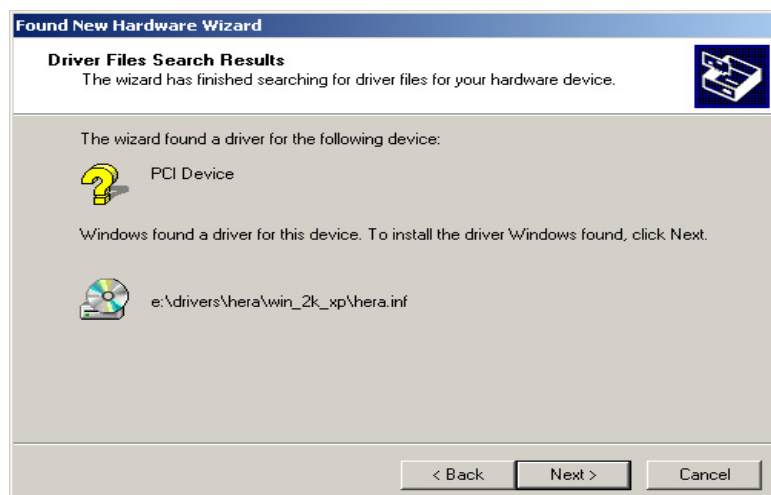 Found New Hardware Wizard
Driver Files Search Results
The wizard has finished searching for driver files for your hardware device.
The wizard found a driver for the following device:
PCI Device
Windows found a driver for this device. To install the driver Windows found, click Next.
e:\drivers\hera\win_2k_xp\hera.inf
< Back Next > Cancel